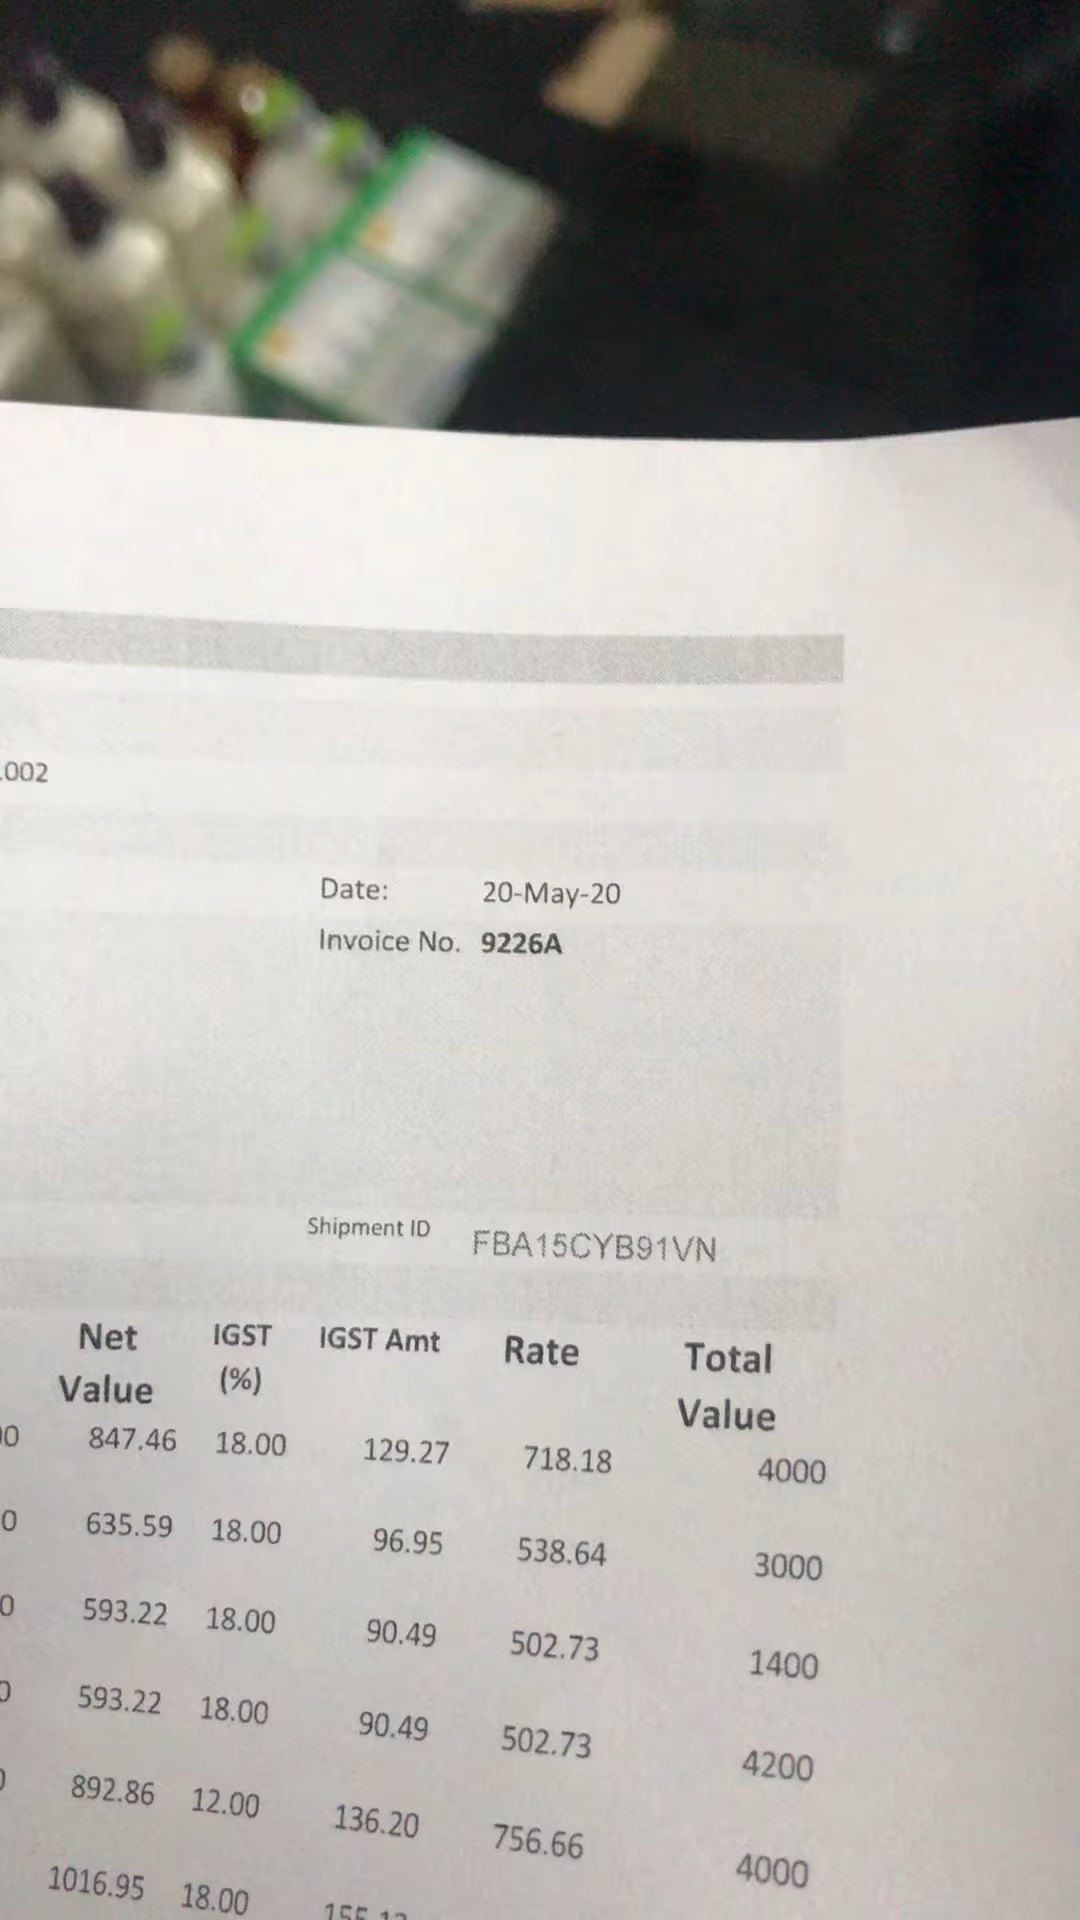 002
Date: 20-May-20
Invoice No. 9226A
Shipment ID FBA15CYB91VN
Net Value IGST (%) IGST Amt Rate Total Value
847.46 18.00 129.27 718.18 4000
0 635.59 18.00 96.95 538.64 3000
0 593.22 18.00 90.49 502.73 1400
593.22 18.00 90.49 502.73 4200
892.86 12.00 136.20 756.66 4000
1016.95 18.00